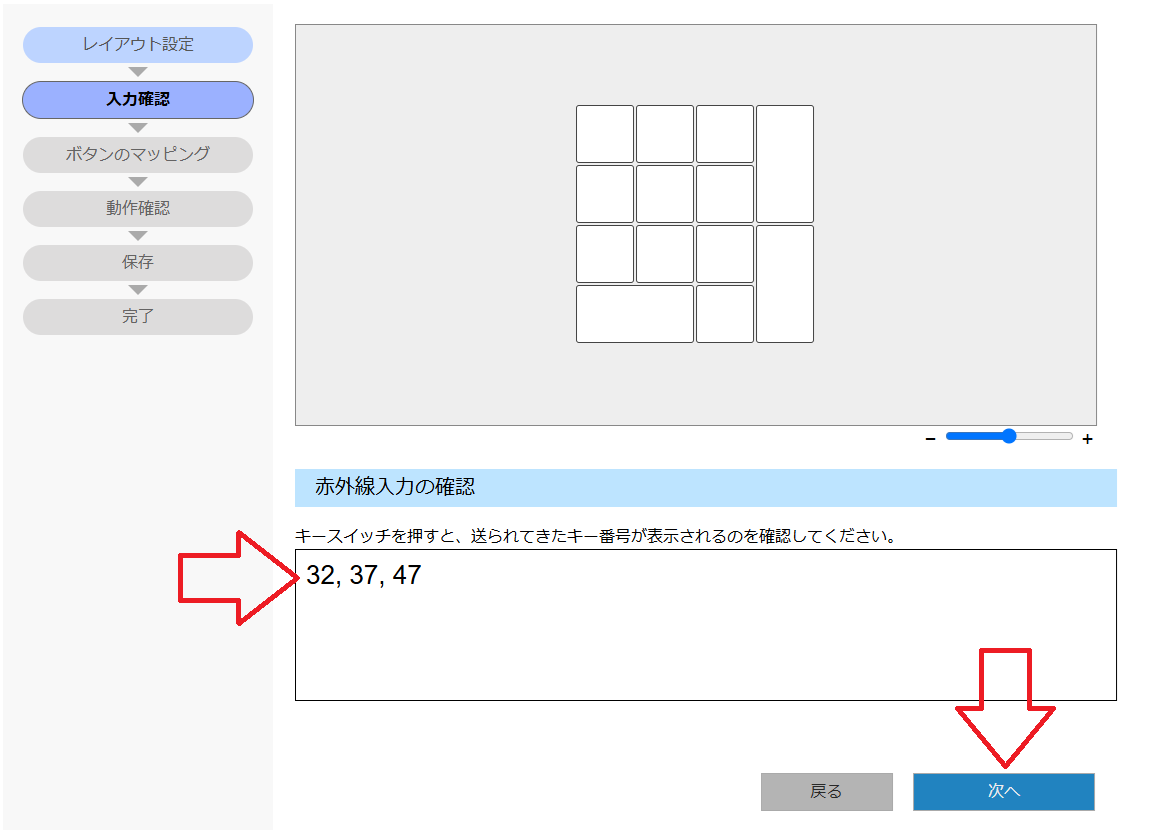 レイアウト設定
入力確認
ボタンのマッピング
動作確認
保存
完了
− +
赤外線入力の確認
キースイッチを押すと、送られてきたキー番号が表示されるのを確認してください。
32, 37, 47
戻る
次へ